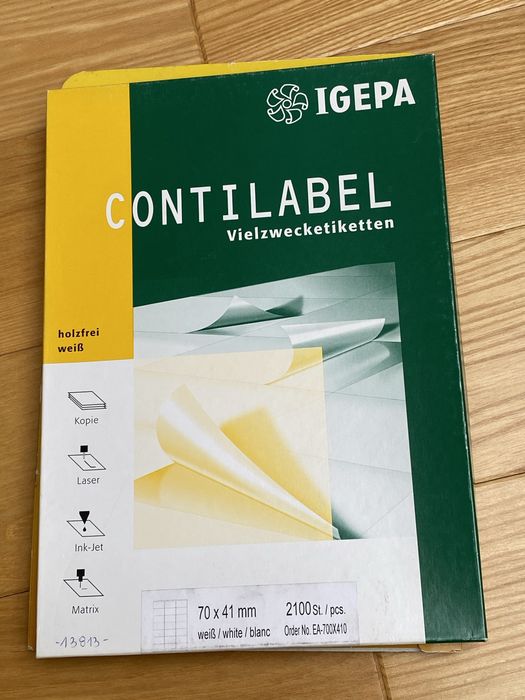 IGEPA
CONTILABEL
Vielzwecketiketten
holzfrei
weiß
Kopie
Laser
Ink-Jet
Matrix
70 x 41 mm
2100 St. / pcs.
weiß / white / blanc
Order No. EA-700X410
-13913-